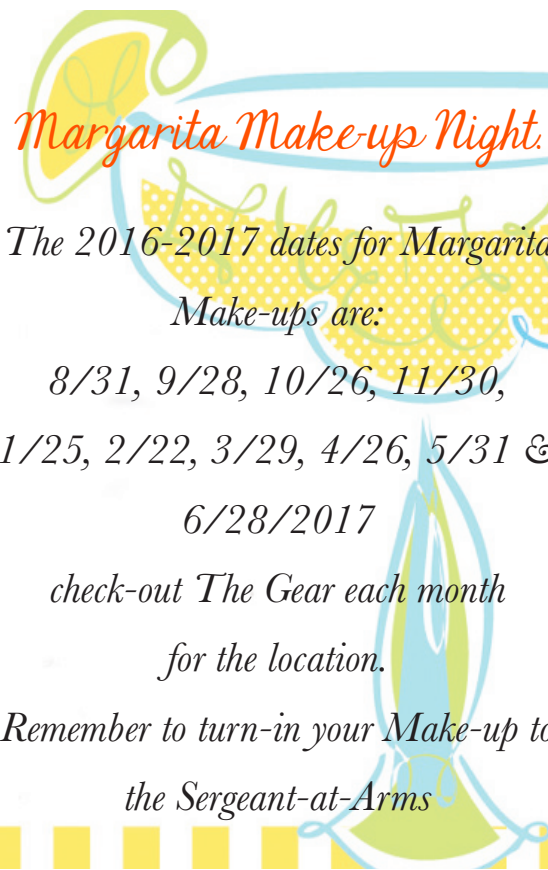 Margarita Make-up Night.
The 2016-2017 dates for Margarita
Make-ups are:
8/31, 9/28, 10/26, 11/30,
1/25, 2/22, 3/29, 4/26, 5/31 &
6/28/2017
check-out The Gear each month
for the location.
Remember to turn-in your Make-up to
the Sergeant-at-Arms